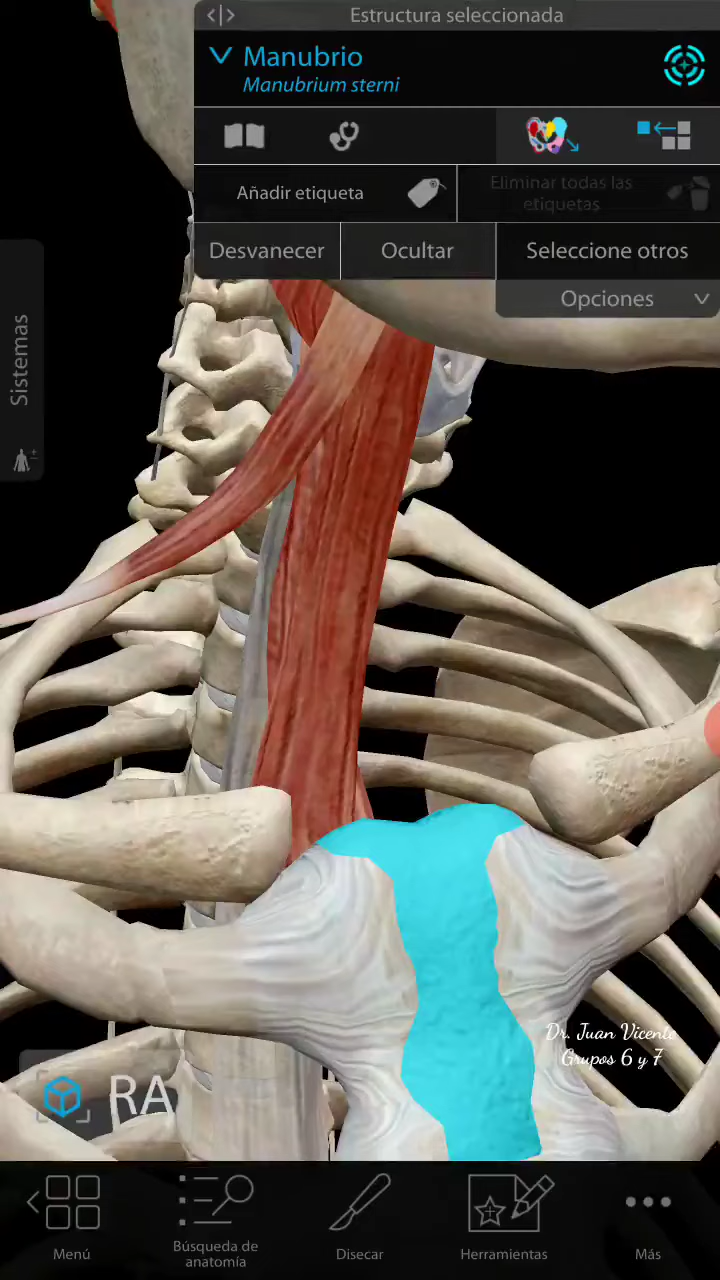 Estructura seleccionada
Manubrio
Manubrium sterni
Añadir etiqueta
Eliminar todas las
etiquetas
Desvanecer
Ocultar
Seleccione otros
Opciones
Sistemas
Dr. Juan Vicente
Grupos 6 y 7
RA
Menú
Búsqueda de
anatomía
Disecar
Herramientas
Más